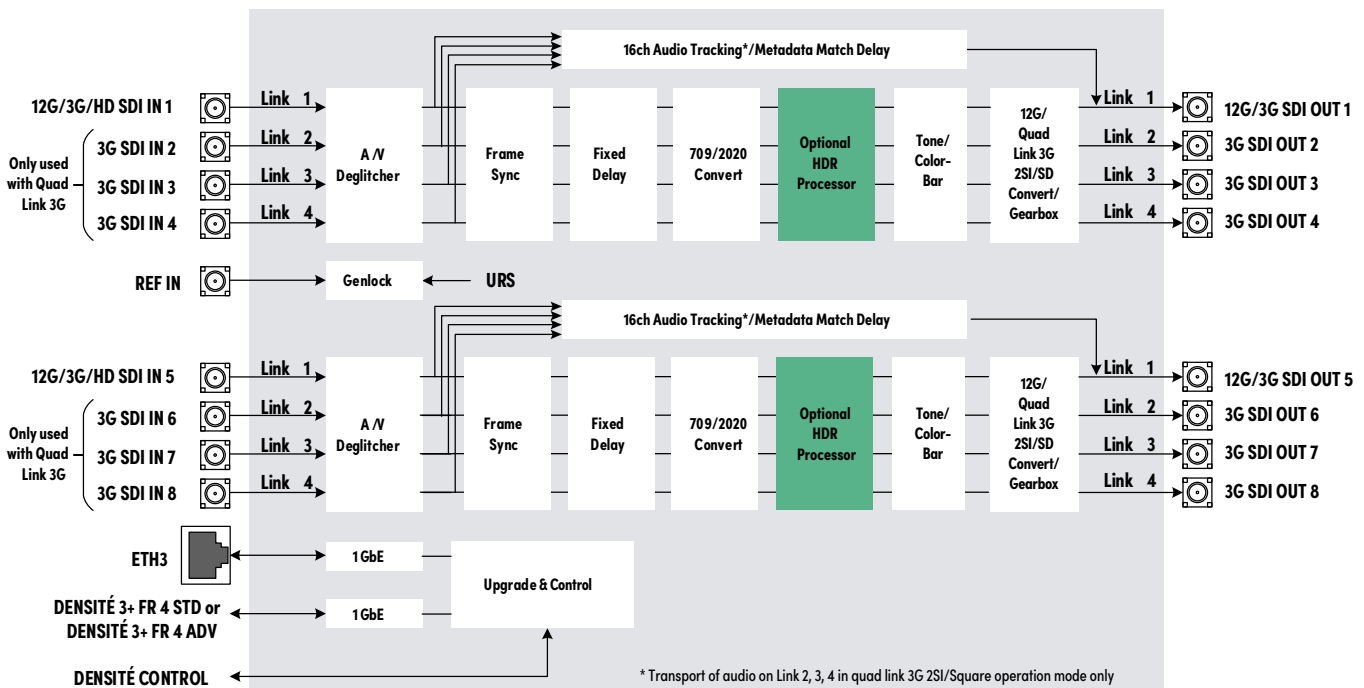 16ch Audio Tracking*/Metadata Match Delay
12G/3G/HD SDI IN 1
Link 1
Link 1
12G/3G SDI OUT 1
Only used
with Quad
Link 3G
3G SDI IN 2
Link 2
Link 2
3G SDI OUT 2
3G SDI IN 3
Link 3
Link 3
3G SDI OUT 3
3G SDI IN 4
Link 4
Link 4
3G SDI OUT 4
A/V
Deglitcher
Frame
Sync
Fixed
Delay
709/2020
Convert
Optional
HDR
Processor
Tone/
Color-
Bar
12G/
Quad
Link 3G
2SI/SD
Convert/
Gearbox
REF IN
Genlock
URS
16ch Audio Tracking*/Metadata Match Delay
12G/3G/HD SDI IN 5
Link 1
Link 1
12G/3G SDI OUT 5
Only used
with Quad
Link 3G
3G SDI IN 6
Link 2
Link 2
3G SDI OUT 6
3G SDI IN 7
Link 3
Link 3
3G SDI OUT 7
3G SDI IN 8
Link 4
Link 4
3G SDI OUT 8
A/V
Deglitcher
Frame
Sync
Fixed
Delay
709/2020
Convert
Optional
HDR
Processor
Tone/
Color-
Bar
12G/
Quad
Link 3G
2SI/SD
Convert/
Gearbox
ETH3
1 GbE
Upgrade & Control
DENSITÉ 3+ FR 4 STD or
DENSITÉ 3+ FR 4 ADV
1 GbE
DENSITÉ CONTROL
* Transport of audio on Link 2, 3, 4 in quad link 3G 2SI/Square operation mode only